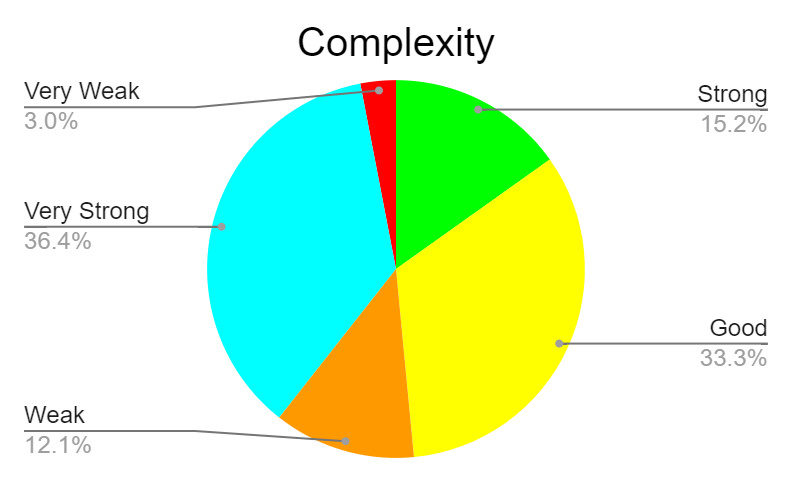 Complexity
Very Weak
3.0%
Strong
15.2%
Very Strong
36.4%
Good
33.3%
Weak
12.1%